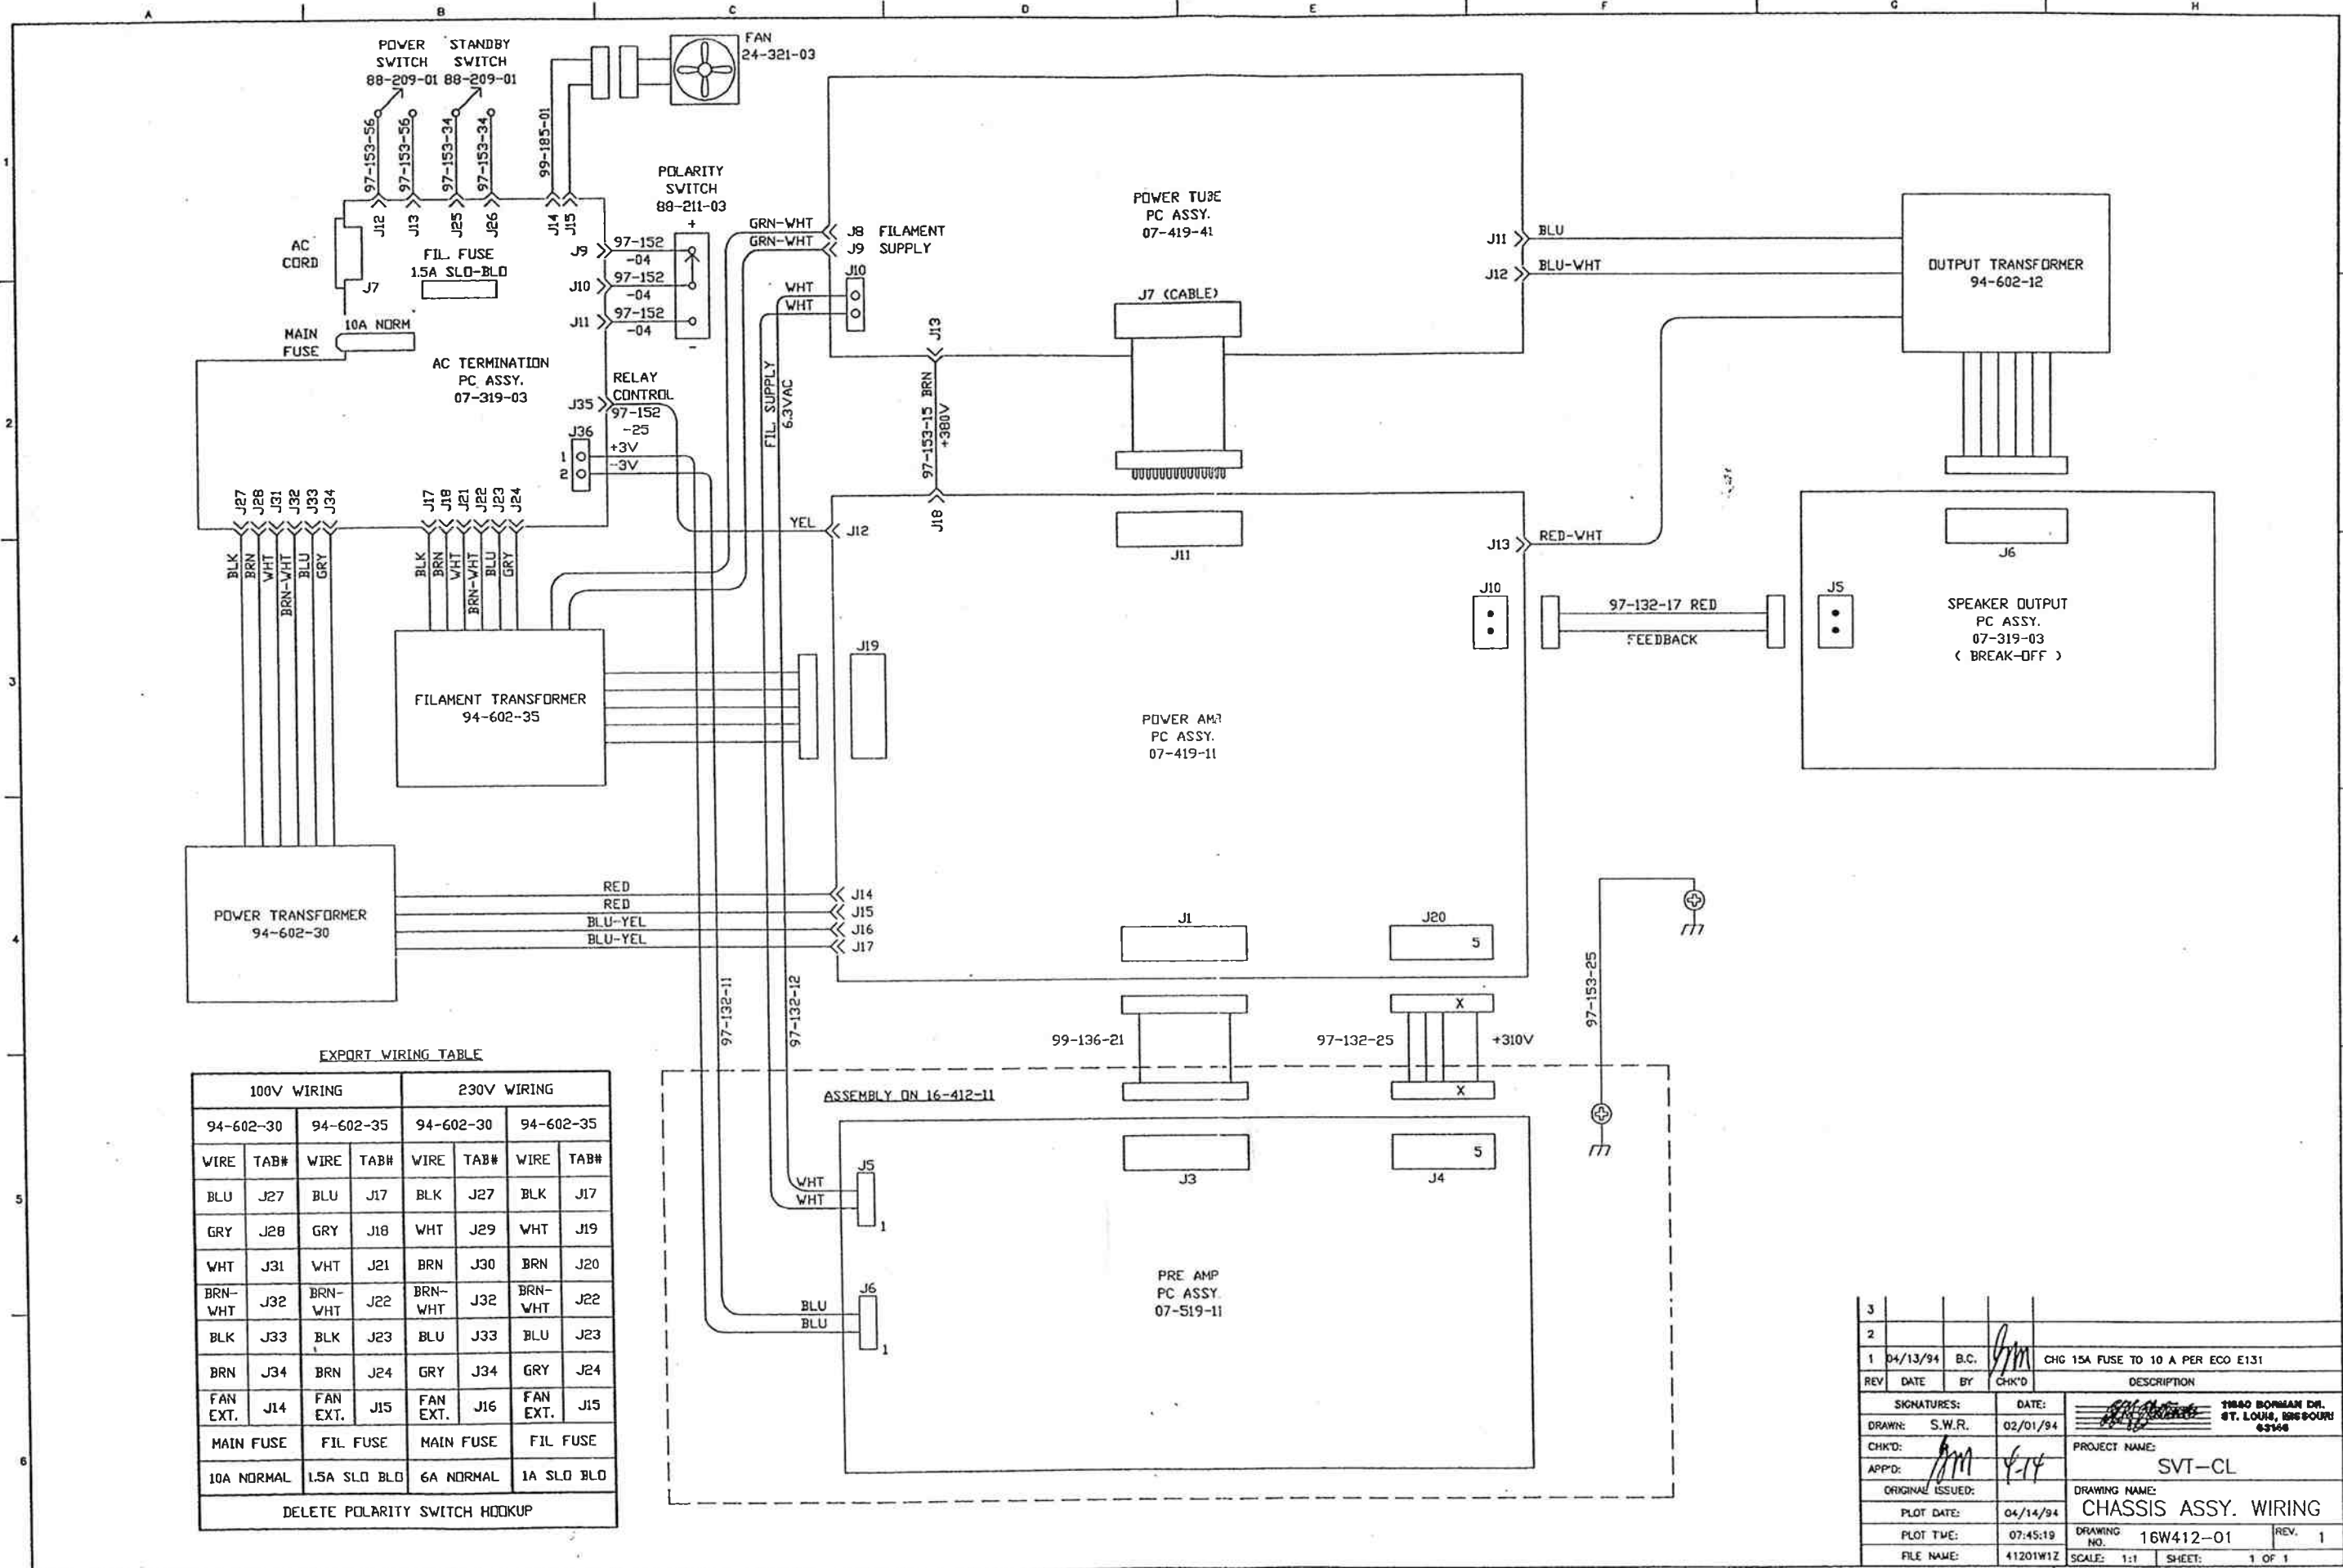 A B C D E F G H
1
2
3
4
5
6
POWER SWITCH 88-209-01
STANDBY SWITCH 88-209-01
FAN
24-321-03
97-153-56
97-153-56
97-153-34
97-153-34
99-185-01
J12
J13
J25
J26
J14
J15
AC
CORD
J7
FIL. FUSE
1.5A SLO-BLO
MAIN
FUSE
10A NORM
AC TERMINATION
PC ASSY.
07-319-03
POLARITY
SWITCH
88-211-03
+
-
J9
97-152
-04
J10
97-152
-04
J11
97-152
-04
RELAY
CONTROL
J35
97-152
-25
J36
1
2
+3V
-3V
J27
J28
J31
J32
J33
J34
BLK
BRN
WHT
BRN-WHT
BLU
GRY
J17
J18
J21
J22
J23
J24
BLK
BRN
WHT
BRN-WHT
BLU
GRY
FILAMENT TRANSFORMER
94-602-35
POWER TRANSFORMER
94-602-30
RED
RED
BLU-YEL
BLU-YEL
J14
J15
J16
J17
GRN-WHT
GRN-WHT
J8 FILAMENT
J9 SUPPLY
J10
WHT
WHT
FIL. SUPPLY
6.3VAC
POWER TUBE
PC ASSY.
07-419-41
J7 (CABLE)
J13
97-153-15 BRN
+380V
J18
YEL
J12
J11
J19
POWER AMP
PC ASSY.
07-419-11
J11
BLU
J12
BLU-WHT
OUTPUT TRANSFORMER
94-602-12
J13
RED-WHT
J10
97-132-17 RED
FEEDBACK
J5
J6
SPEAKER OUTPUT
PC ASSY.
07-319-03
( BREAK-OFF )
J1
J20
5
97-132-11
97-132-12
99-136-21
97-132-25
X
+310V
X
97-153-25
ASSEMBLY ON 16-412-11
J5
WHT
WHT
1
J6
BLU
BLU
1
J3
5
J4
PRE AMP
PC ASSY.
07-519-11
EXPORT WIRING TABLE
100V WIRING 230V WIRING
94-602-30 94-602-35 94-602-30 94-602-35
WIRE TAB# WIRE TAB# WIRE TAB# WIRE TAB#
BLU J27 BLU J17 BLK J27 BLK J17
GRY J28 GRY J18 WHT J29 WHT J19
WHT J31 WHT J21 BRN J30 BRN J20
BRN-WHT J32 BRN-WHT J22 BRN-WHT J32 BRN-WHT J22
BLK J33 BLK J23 BLU J33 BLU J23
BRN J34 BRN J24 GRY J34 GRY J24
FAN EXT. J14 FAN EXT. J15 FAN EXT. J16 FAN EXT. J15
MAIN FUSE FIL FUSE MAIN FUSE FIL FUSE
10A NORMAL 1.5A SLO BLO 6A NORMAL 1A SLO BLO
DELETE POLARITY SWITCH HOOKUP
3
2
1 04/13/94 B.C. CHG 15A FUSE TO 10 A PER ECO E131
REV DATE BY CHK'D DESCRIPTION
SIGNATURES: DATE:
11880 BORMAN DR.
ST. LOUIS, MISSOURI
63146
DRAWN: S.W.R. 02/01/94
CHK'D:
APP'D: 4-14
PROJECT NAME:
SVT-CL
ORIGINAL ISSUED:
DRAWING NAME:
CHASSIS ASSY. WIRING
PLOT DATE: 04/14/94
PLOT TIME: 07:45:19
DRAWING NO. 16W412-01 REV. 1
FILE NAME: 41201W1Z
SCALE: 1:1 SHEET: 1 OF 1